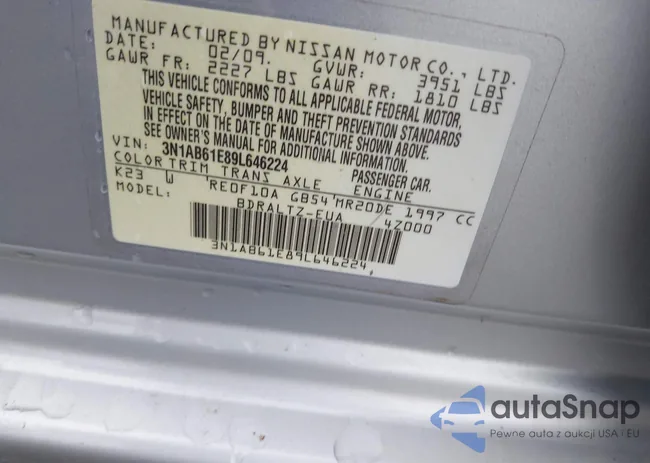 MANUFACTURED BY NISSAN MOTOR CO., LTD.
DATE: 02/09. GVWR: 3951 LBS
GAWR FR: 2227 LBS GAWR RR: 1810 LBS
THIS VEHICLE CONFORMS TO ALL APPLICABLE FEDERAL MOTOR
VEHICLE SAFETY, BUMPER AND THEFT PREVENTION STANDARDS
IN EFFECT ON THE DATE OF MANUFACTURE SHOWN ABOVE.
SEE OWNER'S MANUAL FOR ADDITIONAL INFORMATION.
VIN: 3N1AB61E89L646224 PASSENGER CAR.
COLOR TRIM TRANS AXLE ENGINE
K23 W RE0F10A GB54 MR20DE 1997 CC
MODEL: BDRALTZ-EUA 4Z000
3N1AB61E89L646224
autoSnap
Pewne auta z aukcji USA i EU